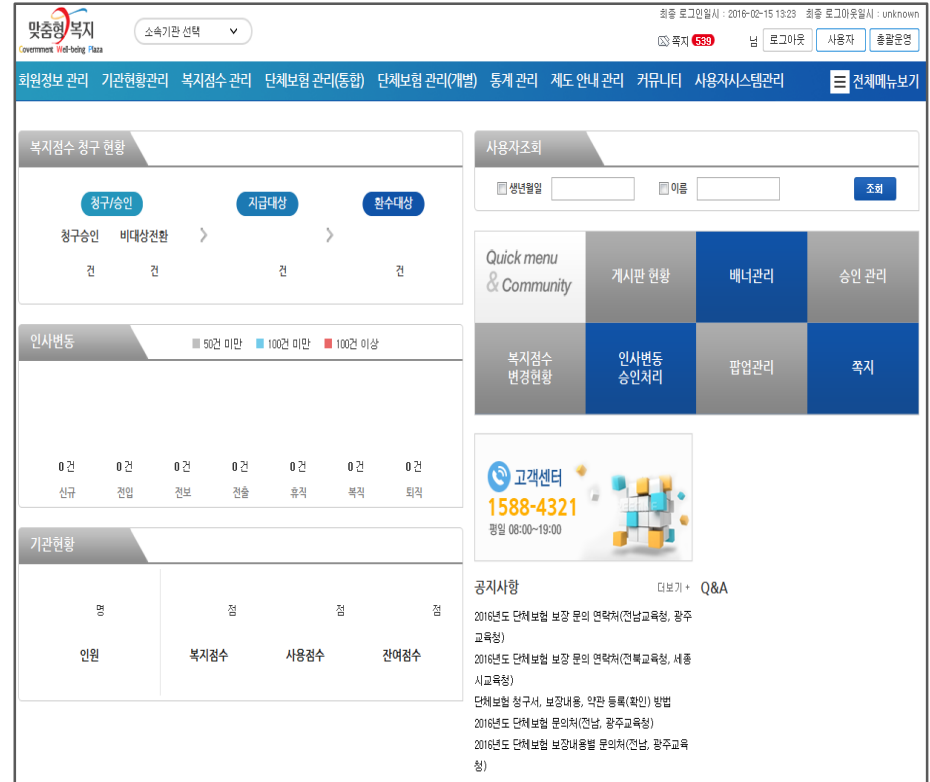 최종 로그인일시 : 2016-02-15 13:23 최종 로그아웃일시 : unknown
맞춤형 복지
Government Well-being Plaza
소속기관 선택
쪽지 539 님 로그아웃 사용자 총괄운영
회원정보 관리 기관현황관리 복지점수 관리 단체보험 관리(통합) 단체보험 관리(개별) 통계 관리 제도 안내 관리 커뮤니티 사용자시스템관리 전체메뉴보기
복지점수 청구 현황
청구/승인 지급대상 환수대상
청구승인 비대상전환
건 건 건 건
인사변동 50건 미만 100건 미만 100건 이상
0 건 0 건 0 건 0 건 0 건 0 건 0 건
신규 전입 전보 전출 휴직 복직 퇴직
기관현황
명 점 점 점
인원 복지점수 사용점수 잔여점수
사용자조회
생년월일 이름 조회
Quick menu
& Community
게시판 현황 배너관리 승인 관리
복지점수
변경현황
인사변동
승인처리
팝업관리 쪽지
고객센터
1588-4321
평일 08:00~19:00
공지사항 더보기 + Q&A
2016년도 단체보험 보장 문의 연락처(전남교육청, 광주
교육청)
2016년도 단체보험 보장 문의 연락처(전북교육청, 세종
시교육청)
단체보험 청구서, 보장내용, 약관 등록(확인) 방법
2016년도 단체보험 문의처(전남, 광주교육청)
2016년도 단체보험 보장내용별 문의처(전남, 광주교육
청)